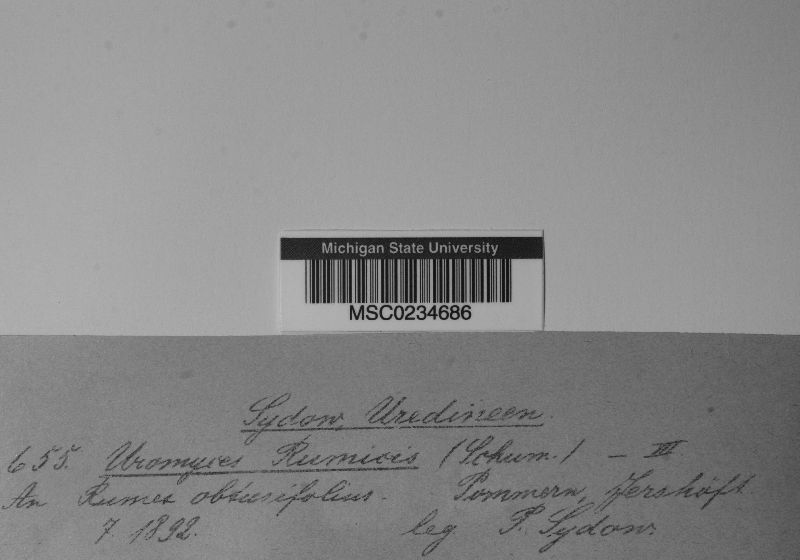 Michigan State University
MSC0234686
Sydow, Uredineen.
655. Uromyces Rumicis (Schum.) - III
An Rumex obtusifolius. Pommern, Jershöft
7. 1892. leg P. Sydow.